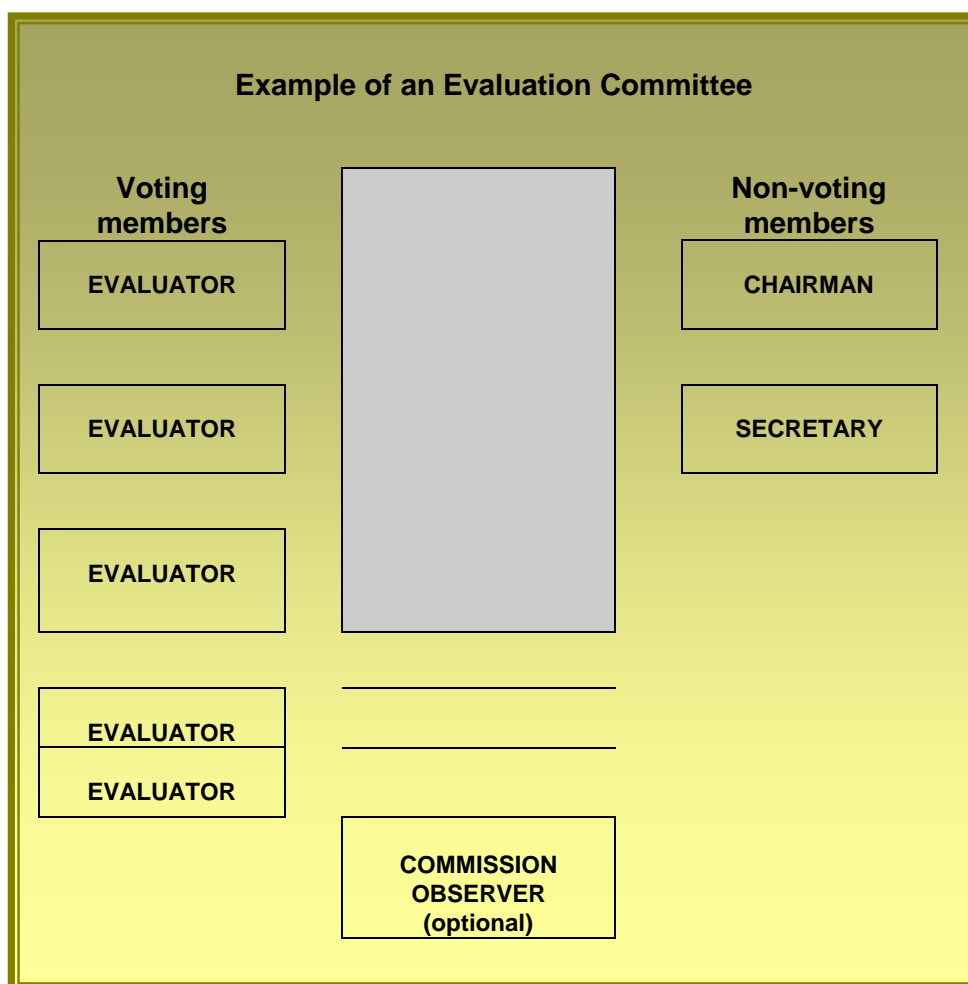 Example of an Evaluation Committee
Voting
members
Non-voting
members
EVALUATOR
CHAIRMAN
EVALUATOR
SECRETARY
EVALUATOR
EVALUATOR
EVALUATOR
COMMISSION
OBSERVER
(optional)